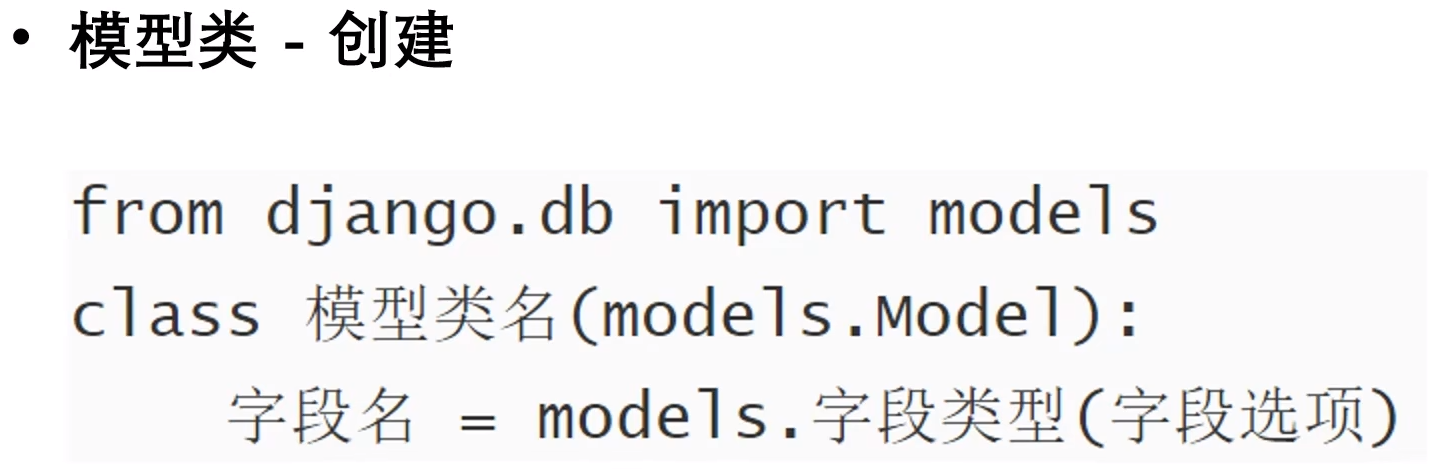 • 模型类 - 创建
from django.db import models
class 模型类名(models.Model):
    字段名 = models.字段类型(字段选项)